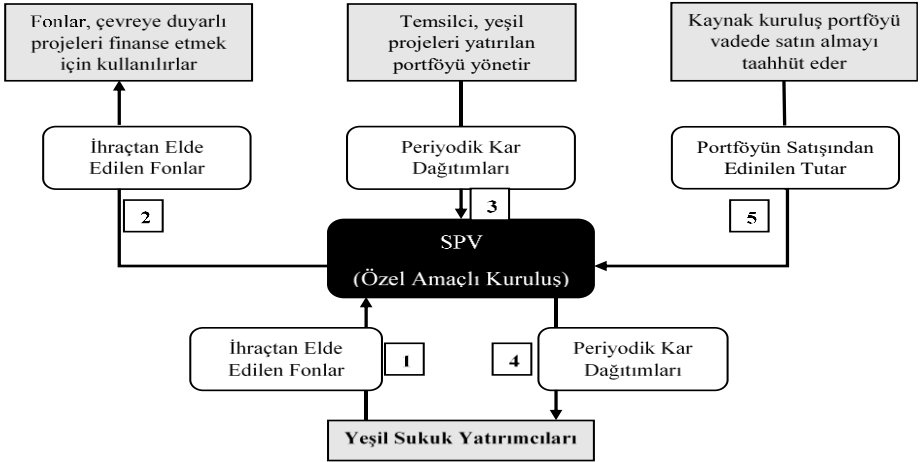 Fonlar, çevreye duyarlı
projeleri finanse etmek
için kullanılırlar
Temsilci, yeşil
projeleri yatırılan
portföyü yönetir
Kaynak kuruluş portföyü
vadede satın almayı
taahhüt eder
İhraçtan Elde
Edilen Fonlar
Periyodik Kar
Dağıtımları
Portföyün Satışından
Edinilen Tutar
2
3
5
SPV
(Özel Amaçlı Kuruluş)
İhraçtan Elde
Edilen Fonlar
1
4
Periyodik Kar
Dağıtımları
Yeşil Sukuk Yatırımcıları